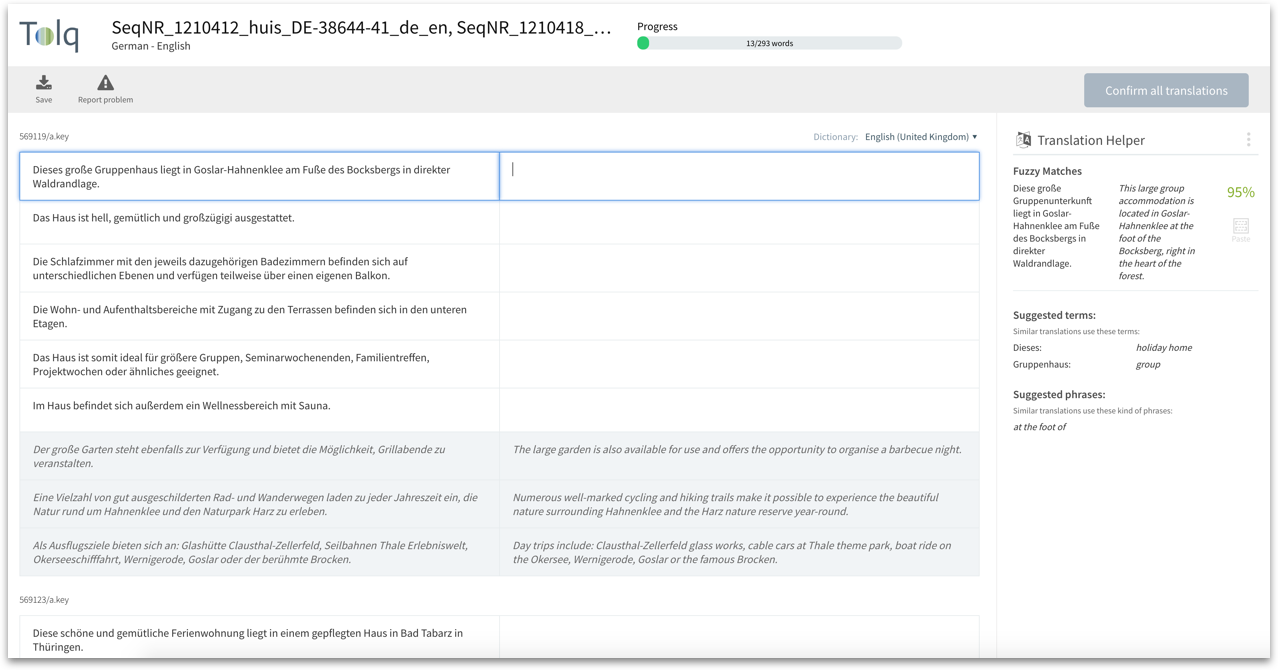 Tolq
SeqNR_1210412_huis_DE-38644-41_de_en, SeqNR_1210418_...
German - English
Progress
13/293 words
Save
Report problem
Confirm all translations
569119/a.key
Dictionary: English (United Kingdom)
Dieses große Gruppenhaus liegt in Goslar-Hahnenklee am Fuße des Bocksbergs in direkter
Waldrandlage.
Das Haus ist hell, gemütlich und großzügigi ausgestattet.
Die Schlafzimmer mit den jeweils dazugehörigen Badezimmern befinden sich auf
unterschiedlichen Ebenen und verfügen teilweise über einen eigenen Balkon.
Die Wohn- und Aufenthaltsbereiche mit Zugang zu den Terrassen befinden sich in den unteren
Etagen.
Das Haus ist somit ideal für größere Gruppen, Seminarwochenenden, Familientreffen,
Projektwochen oder ähnliches geeignet.
Im Haus befindet sich außerdem ein Wellnessbereich mit Sauna.
Der große Garten steht ebenfalls zur Verfügung und bietet die Möglichkeit, Grillabende zu
veranstalten.
The large garden is also available for use and offers the opportunity to organise a barbecue night.
Eine Vielzahl von gut ausgeschilderten Rad- und Wanderwegen laden zu jeder Jahreszeit ein, die
Natur rund um Hahnenklee und den Naturpark Harz zu erleben.
Numerous well-marked cycling and hiking trails make it possible to experience the beautiful
nature surrounding Hahnenklee and the Harz nature reserve year-round.
Als Ausflugsziele bieten sich an: Glashütte Clausthal-Zellerfeld, Seilbahnen Thale Erlebniswelt,
Okerseeschifffahrt, Wernigerode, Goslar oder der berühmte Brocken.
Day trips include: Clausthal-Zellerfeld glass works, cable cars at Thale theme park, boat ride on
the Okersee, Wernigerode, Goslar or the famous Brocken.
569123/a.key
Diese schöne und gemütliche Ferienwohnung liegt in einem gepflegten Haus in Bad Tabarz in
Thüringen.
Translation Helper
Fuzzy Matches
Diese große
Gruppenunterkunft
liegt in Goslar-
Hahnenklee am Fuße
des Bocksbergs in
direkter
Waldrandlage.
This large group
accommodation is
located in Goslar-
Hahnenklee at the
foot of the
Bocksberg, right in
the heart of the
forest.
95%
Paste
Suggested terms:
Similar translations use these terms:
Dieses: holiday home
Gruppenhaus: group
Suggested phrases:
Similar translations use these kind of phrases:
at the foot of